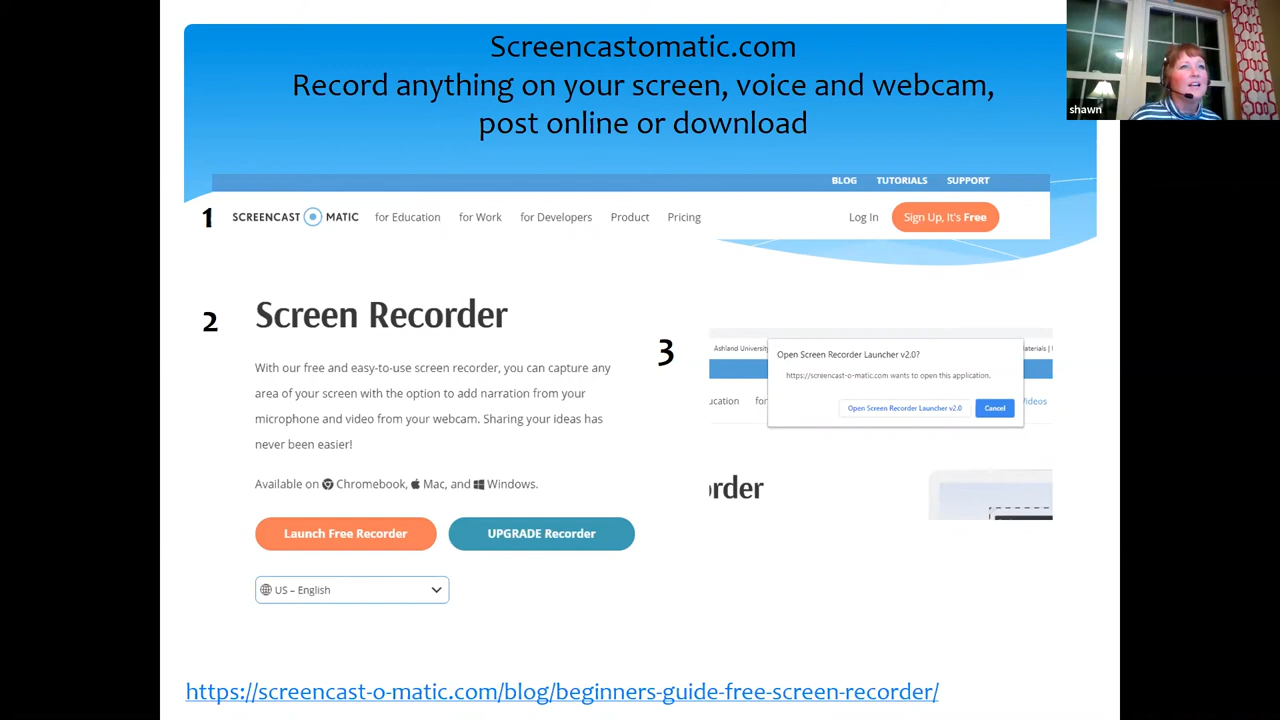 Screencastomatic.com
Record anything on your screen, voice and webcam,
post online or download
shawn
BLOG TUTORIALS SUPPORT
1 SCREENCAST MATIC for Education for Work for Developers Product Pricing Log In Sign Up, It's Free
2 Screen Recorder
With our free and easy-to-use screen recorder, you can capture any
area of your screen with the option to add narration from your
microphone and video from your webcam. Sharing your ideas has
never been easier!
Available on Chromebook, Mac, and Windows.
Launch Free Recorder UPGRADE Recorder
US – English
3
Ashland University
Open Screen Recorder Launcher v2.0?
https://screencast-o-matic.com wants to open this application.
Open Screen Recorder Launcher v2.0 Cancel
ucation fo
Videos
order
https://screencast-o-matic.com/blog/beginners-guide-free-screen-recorder/